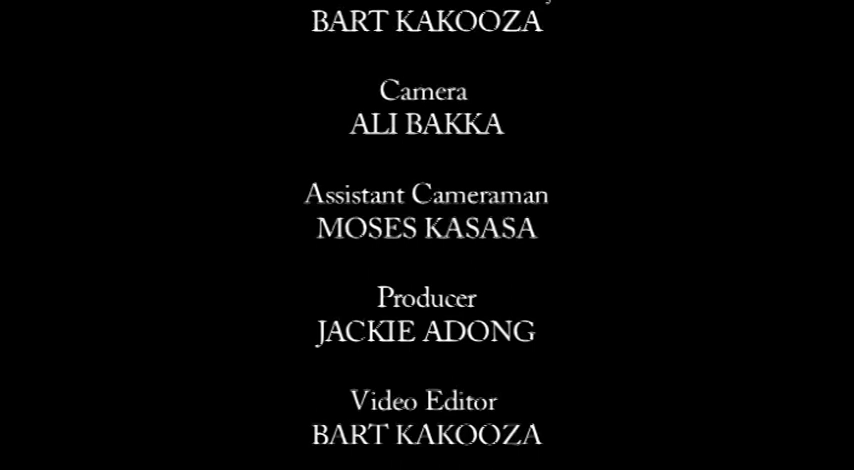 BART KAKOOZA
Camera
ALI BAKKA
Assistant Cameraman
MOSES KASASA
Producer
JACKIE ADONG
Video Editor
BART KAKOOZA